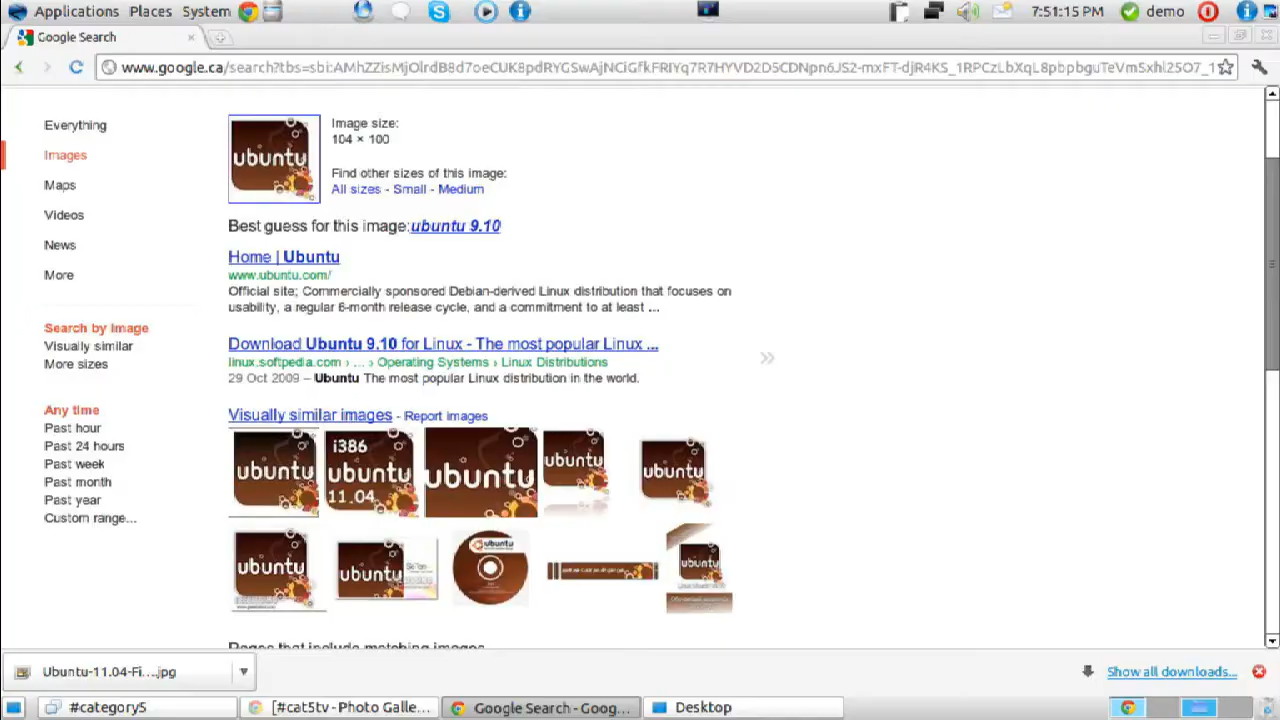 Applications Places System 7:51:15 PM demo
Google Search
www.google.ca/search?tbs=sbi:
Everything
Images
Maps
Videos
News
More
Search by image
Visually similar
More sizes
Any time
Past hour
Past 24 hours
Past week
Past month
Past year
Custom range...
ubuntu
Image size:
104 × 100
Find other sizes of this image:
All sizes - Small - Medium
Best guess for this image: ubuntu 9.10
Home | Ubuntu
www.ubuntu.com/
Official site; Commercially sponsored Debian-derived Linux distribution that focuses on
usability, a regular 6-month release cycle, and a commitment to at least ...
Download Ubuntu 9.10 for Linux - The most popular Linux ...
linux.softpedia.com › ... › Operating Systems › Linux Distributions
29 Oct 2009 – Ubuntu The most popular Linux distribution in the world.
Visually similar images - Report images
ubuntu
i386
ubuntu
11.04
ubuntu
ubuntu
ubuntu
ubuntu
ubuntu
ubuntu
ubuntu
Pages that include matching images
Ubuntu-11.04-Fi....jpg
Show all downloads...
#category5
[#cat5tv - Photo Galle...
Google Search - Goog...
Desktop